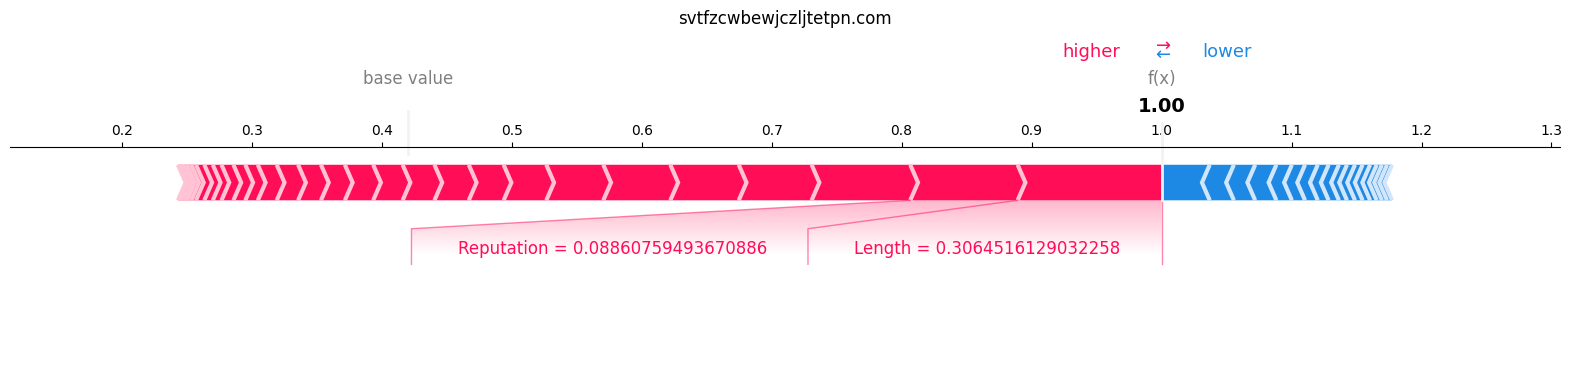 svtfzcwbewjczljtetpn.com
higher ⇄ lower
base value f(x)
1.00
0.2 0.3 0.4 0.5 0.6 0.7 0.8 0.9 1.0 1.1 1.2 1.3
Reputation = 0.08860759493670886 Length = 0.3064516129032258